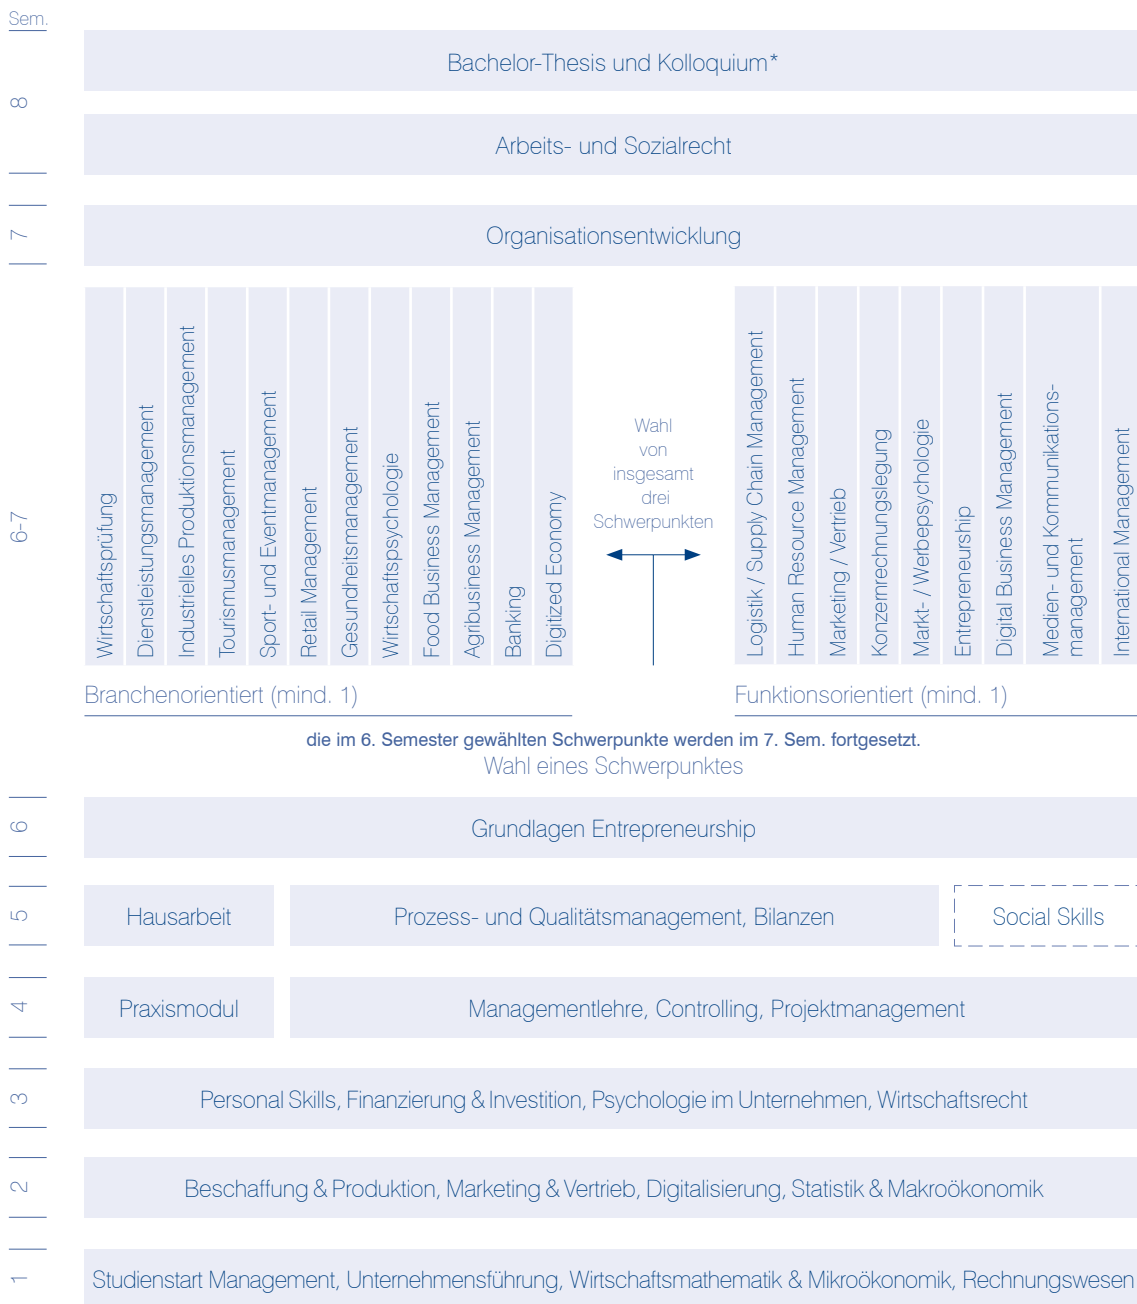 Sem.
8
Bachelor-Thesis und Kolloquium*
Arbeits- und Sozialrecht
7
Organisationsentwicklung
6-7
Wirtschaftsprüfung
Dienstleistungsmanagement
Industrielles Produktionsmanagement
Tourismusmanagement
Sport- und Eventmanagement
Retail Management
Gesundheitsmanagement
Wirtschaftspsychologie
Food Business Management
Agribusiness Management
Banking
Digitized Economy
Wahl
von
insgesamt
drei
Schwerpunkten
Logistik / Supply Chain Management
Human Resource Management
Marketing / Vertrieb
Konzernrechnungslegung
Markt- / Werbepsychologie
Entrepreneurship
Digital Business Management
Medien- und Kommunikations-
management
International Management
Branchenorientiert (mind. 1)
Funktionsorientiert (mind. 1)
die im 6. Semester gewählten Schwerpunkte werden im 7. Sem. fortgesetzt.
Wahl eines Schwerpunktes
6
Grundlagen Entrepreneurship
5
Hausarbeit
Prozess- und Qualitätsmanagement, Bilanzen
Social Skills
4
Praxismodul
Managementlehre, Controlling, Projektmanagement
3
Personal Skills, Finanzierung & Investition, Psychologie im Unternehmen, Wirtschaftsrecht
2
Beschaffung & Produktion, Marketing & Vertrieb, Digitalisierung, Statistik & Makroökonomik
1
Studienstart Management, Unternehmensführung, Wirtschaftsmathematik & Mikroökonomik, Rechnungswesen